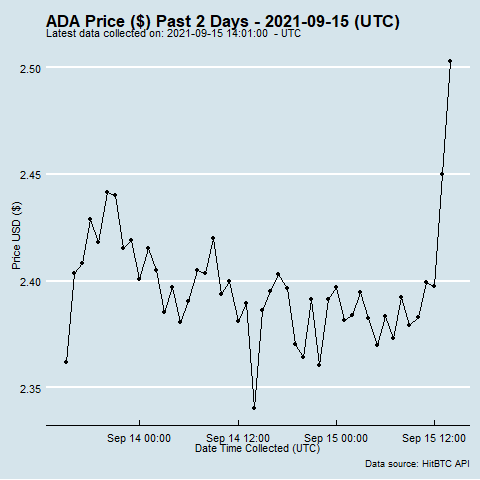 ADA Price ($) Past 2 Days - 2021-09-15 (UTC)
Latest data collected on: 2021-09-15 14:01:00  - UTC
2.50
2.45
2.40
2.35
Price USD ($)
Sep 14 00:00
Sep 14 12:00
Sep 15 00:00
Sep 15 12:00
Date Time Collected (UTC)
Data source: HitBTC API